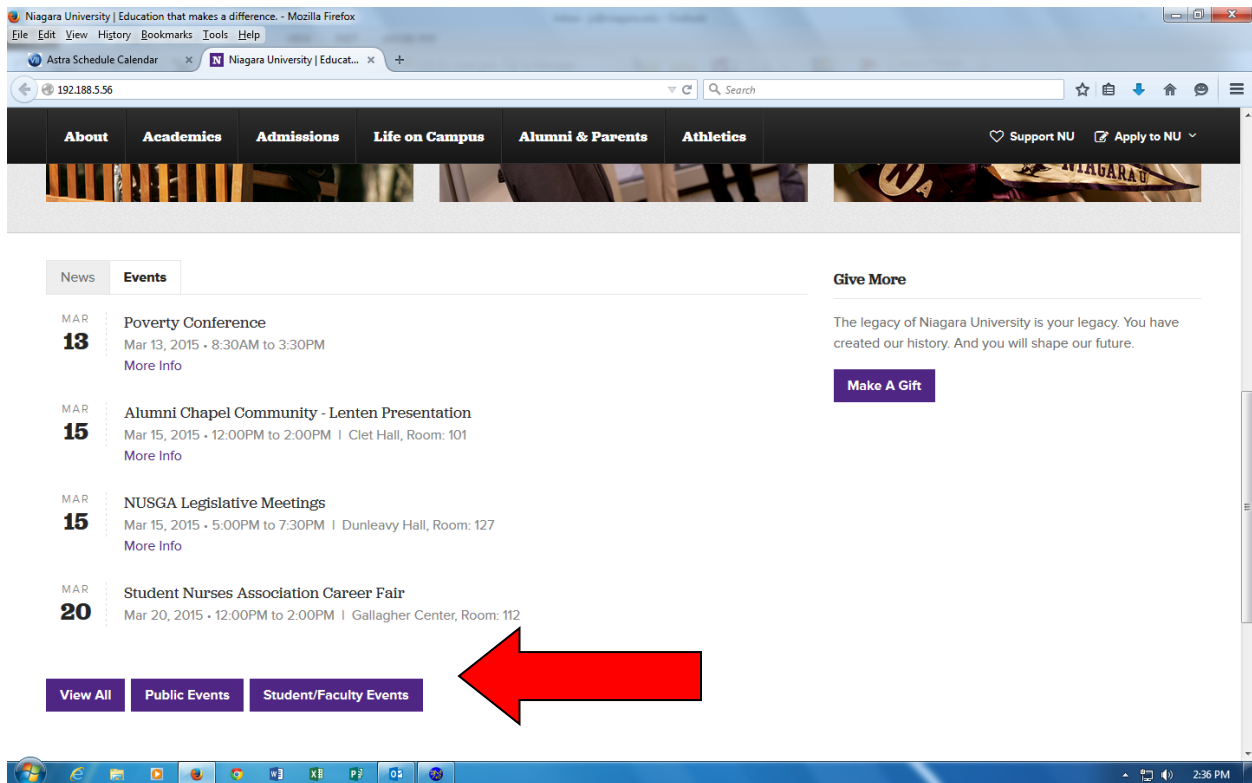 Niagara University | Education that makes a difference. - Mozilla Firefox
File Edit View History Bookmarks Tools Help
Astra Schedule Calendar × Niagara University | Educat... × +
192.188.5.56 Search
About Academics Admissions Life on Campus Alumni & Parents Athletics Support NU Apply to NU
NIAGARA U
News Events
MAR
13
Poverty Conference
Mar 13, 2015 • 8:30AM to 3:30PM
More Info
MAR
15
Alumni Chapel Community - Lenten Presentation
Mar 15, 2015 • 12:00PM to 2:00PM | Clet Hall, Room: 101
More Info
MAR
15
NUSGA Legislative Meetings
Mar 15, 2015 • 5:00PM to 7:30PM | Dunleavy Hall, Room: 127
More Info
MAR
20
Student Nurses Association Career Fair
Mar 20, 2015 • 12:00PM to 2:00PM | Gallagher Center, Room: 112
View All Public Events Student/Faculty Events
Give More
The legacy of Niagara University is your legacy. You have
created our history. And you will shape our future.
Make A Gift
2:36 PM